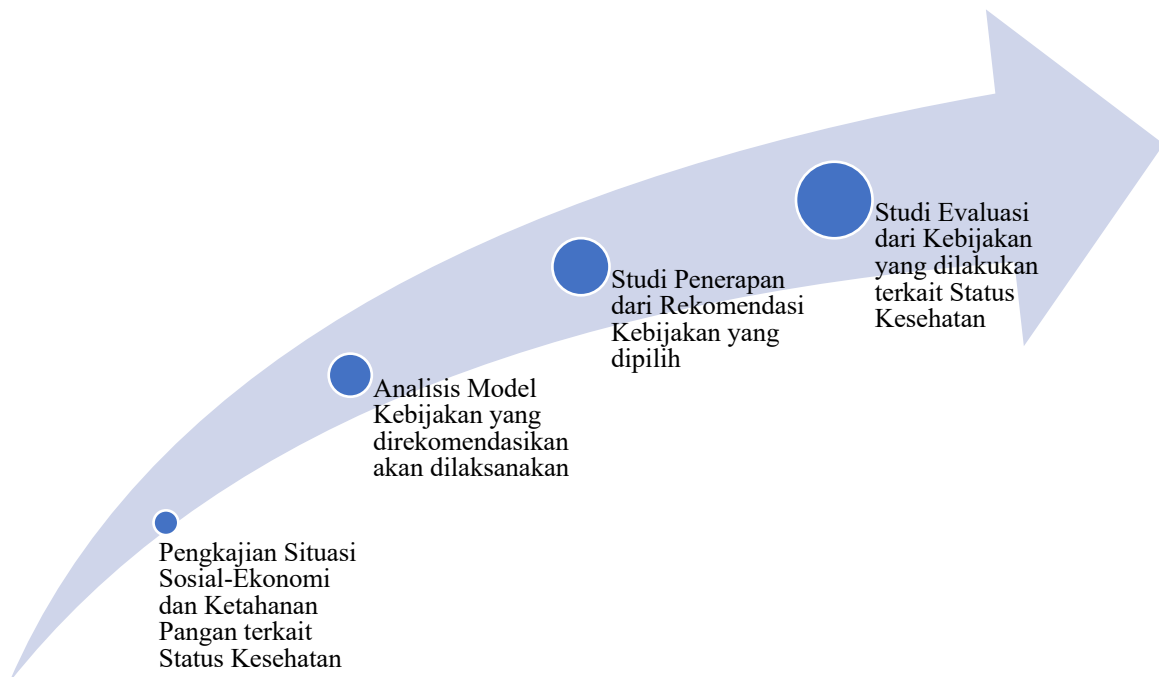 Pengkajian Situasi
Sosial-Ekonomi
dan Ketahanan
Pangan terkait
Status Kesehatan
Analisis Model
Kebijakan yang
direkomendasikan
akan dilaksanakan
Studi Penerapan
dari Rekomendasi
Kebijakan yang
dipilih
Studi Evaluasi
dari Kebijakan
yang dilakukan
terkait Status
Kesehatan